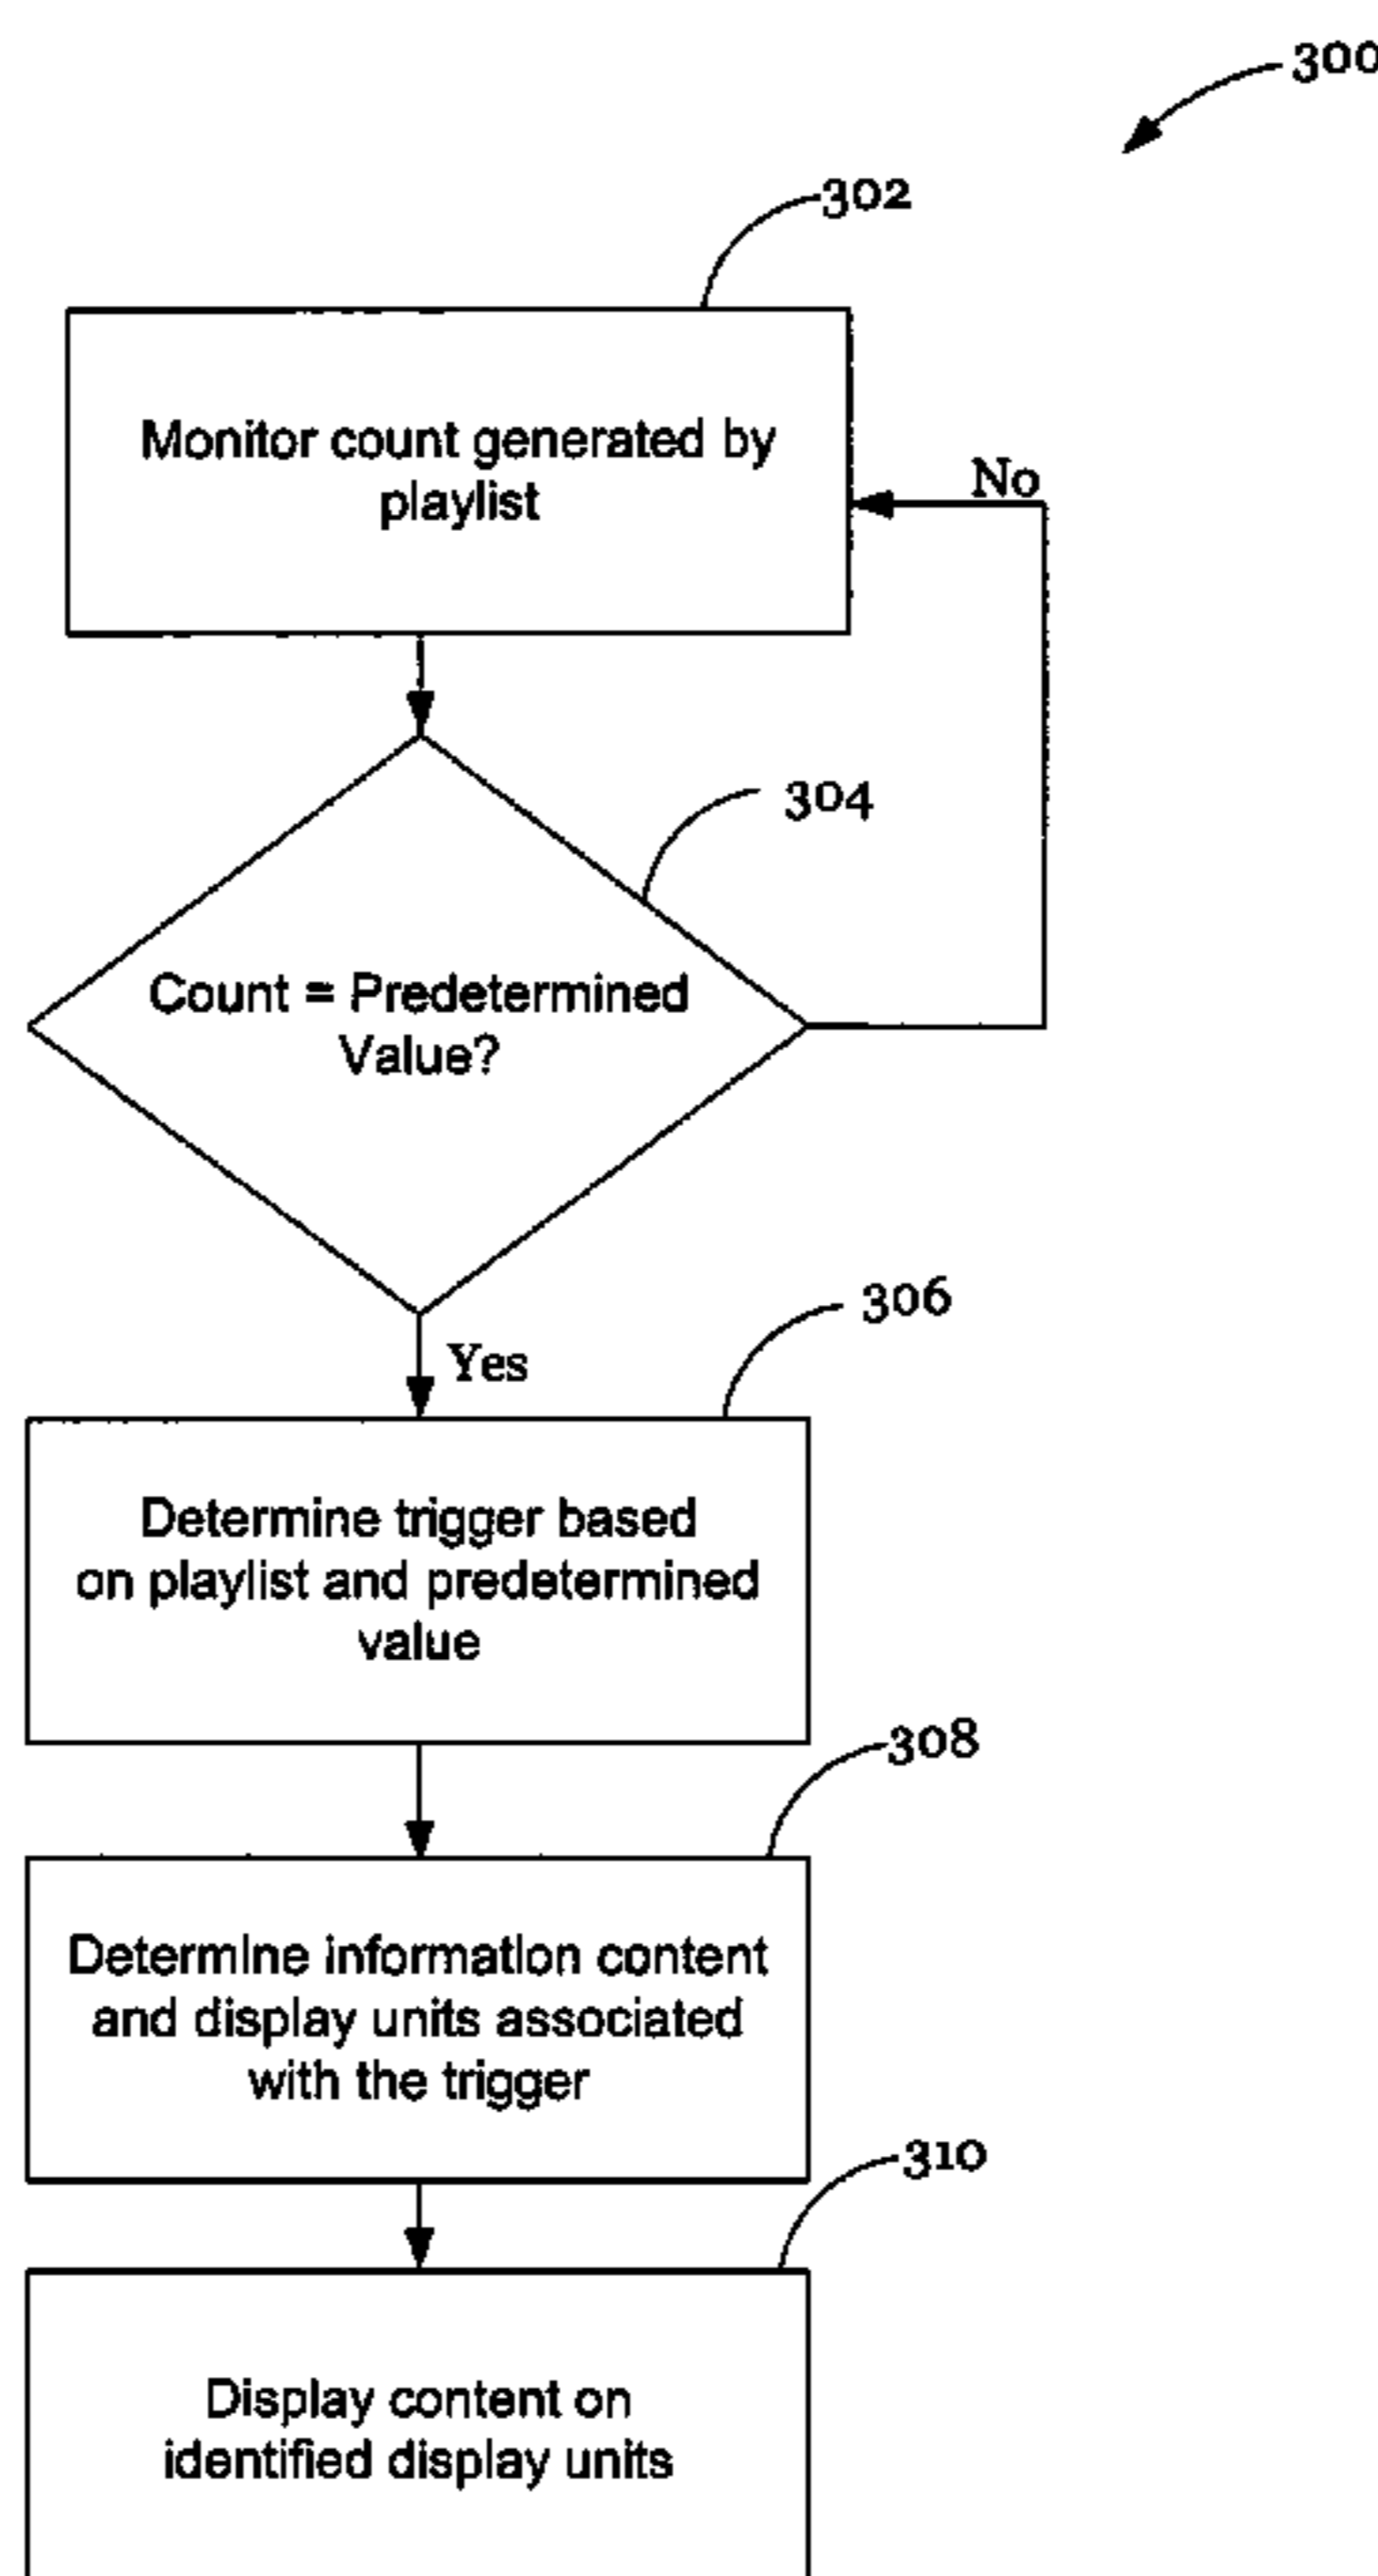 300
302
Monitor count generated by
playlist
No
304
Count = Predetermined
Value?
Yes
306
Determine trigger based
on playlist and predetermined
value
308
Determine information content
and display units associated
with the trigger
310
Display content on
identified display units